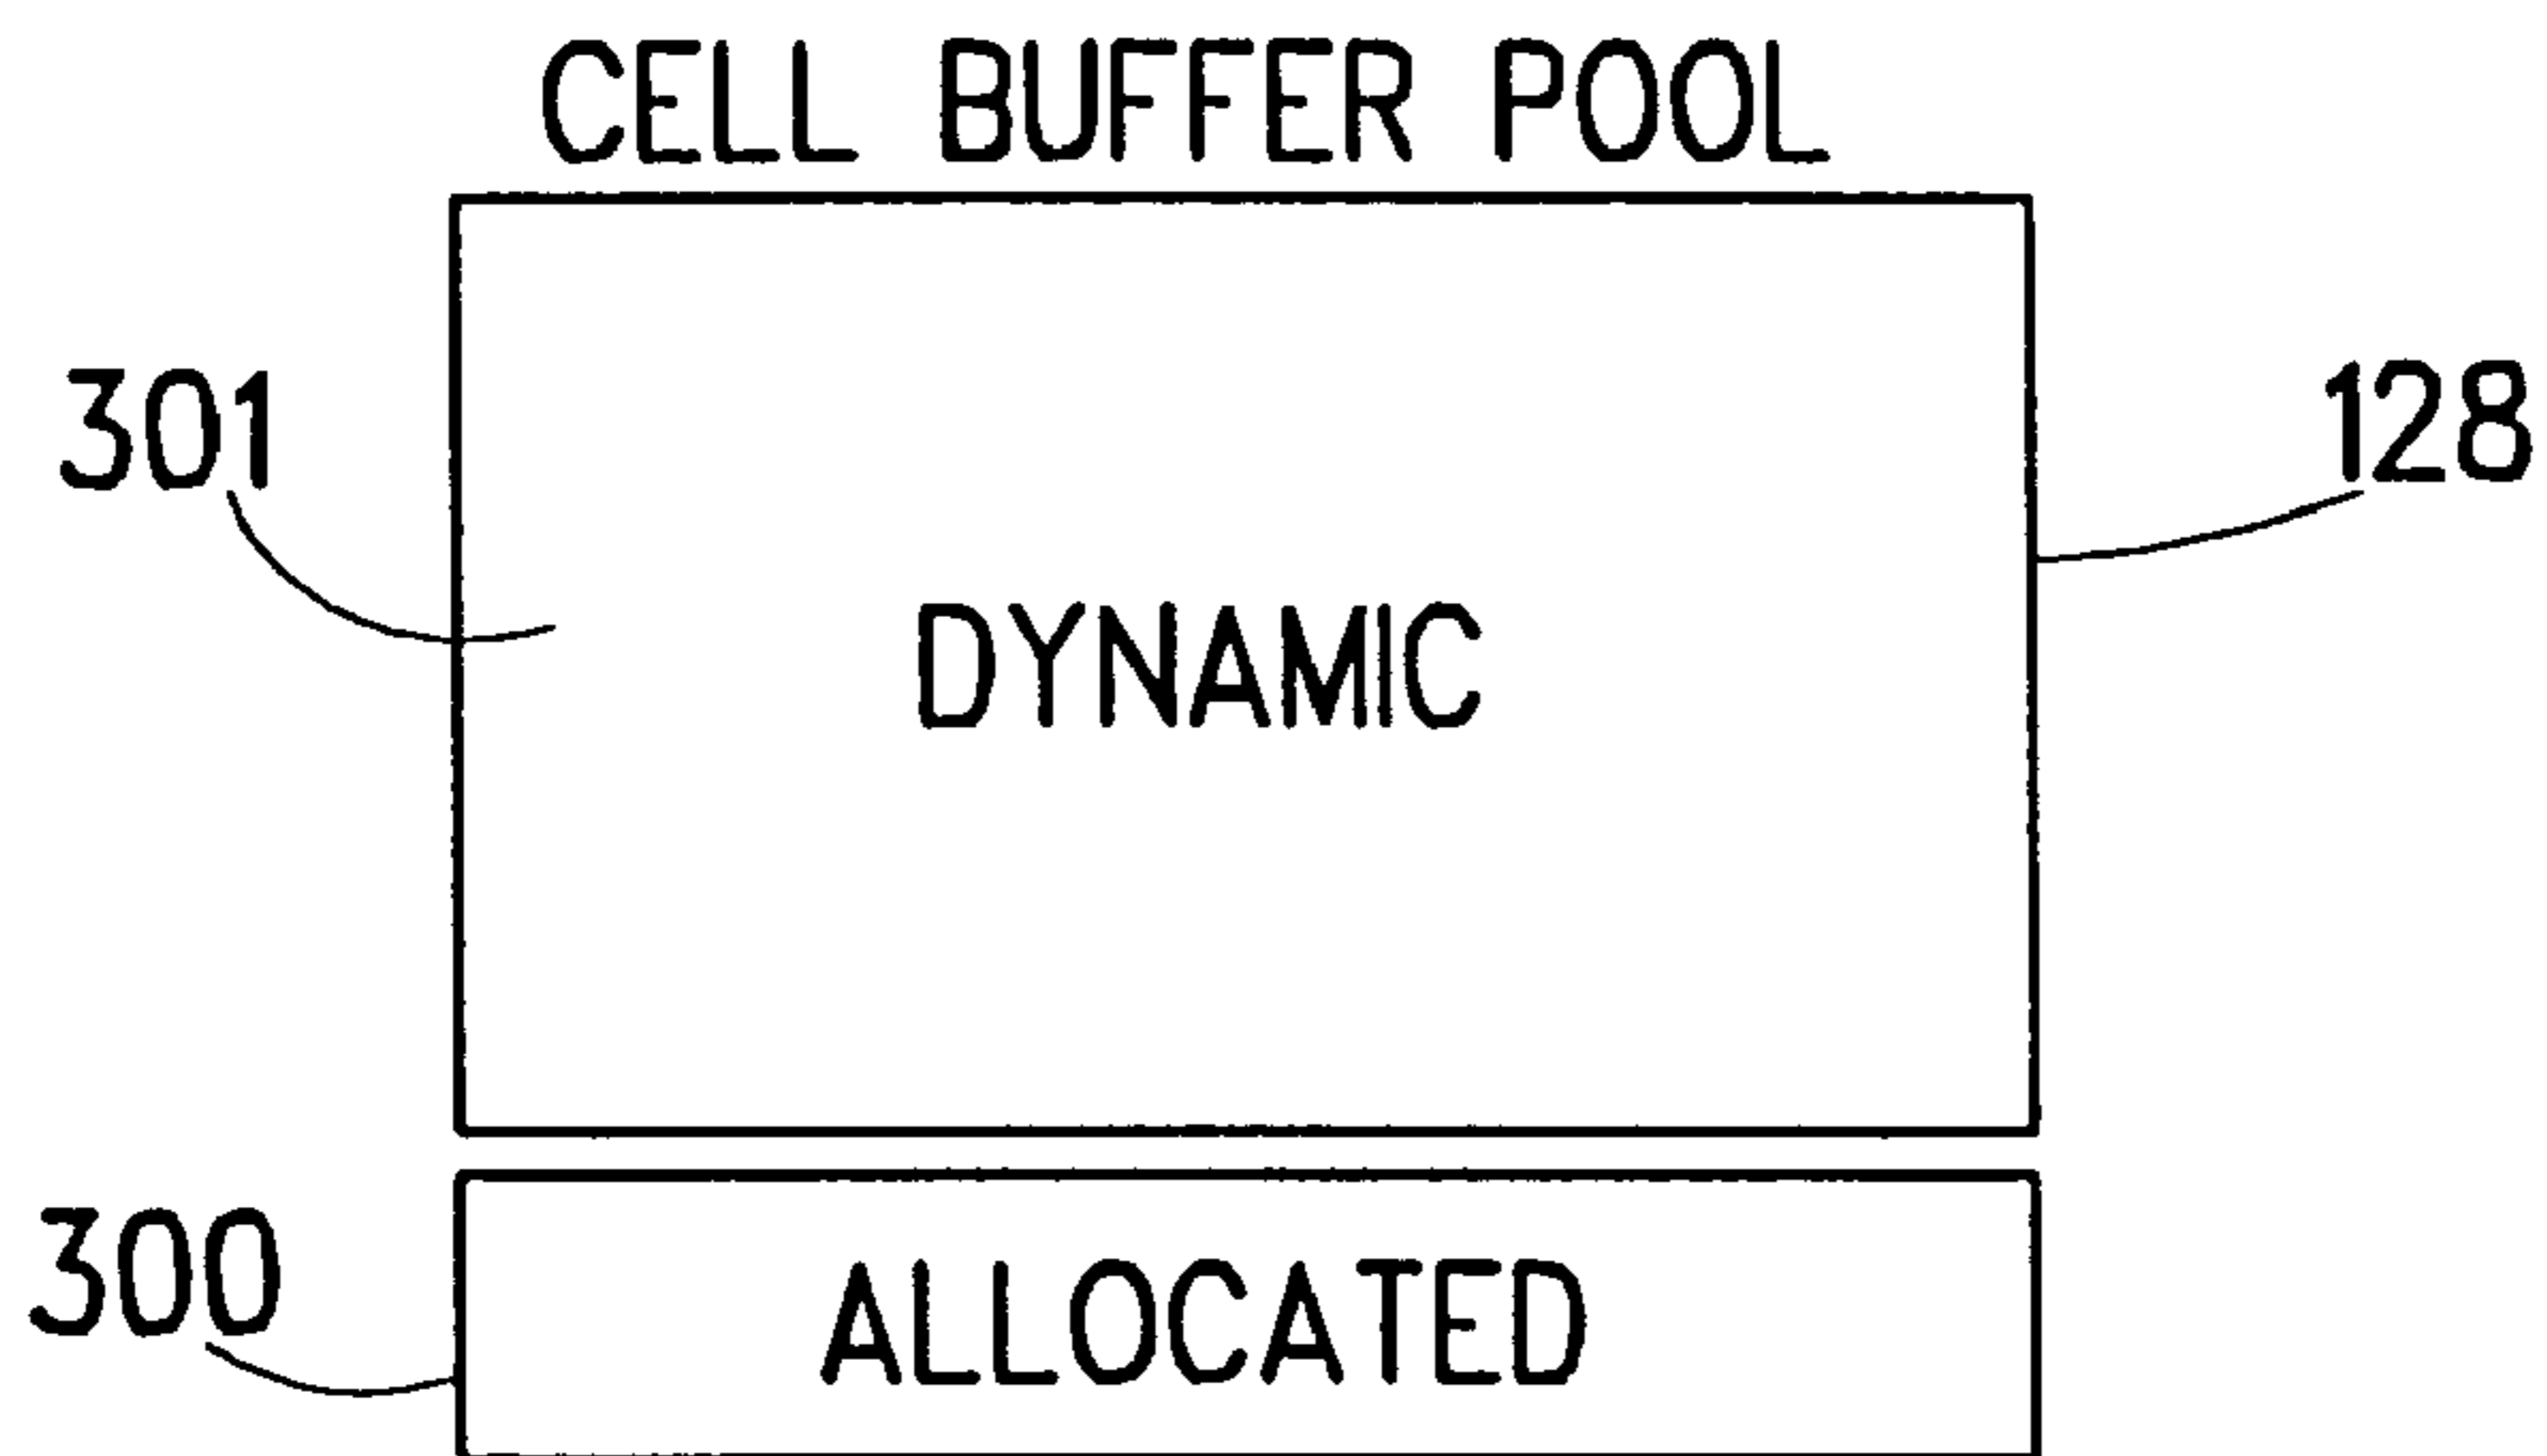 CELL BUFFER POOL
301
128
DYNAMIC
300
ALLOCATED